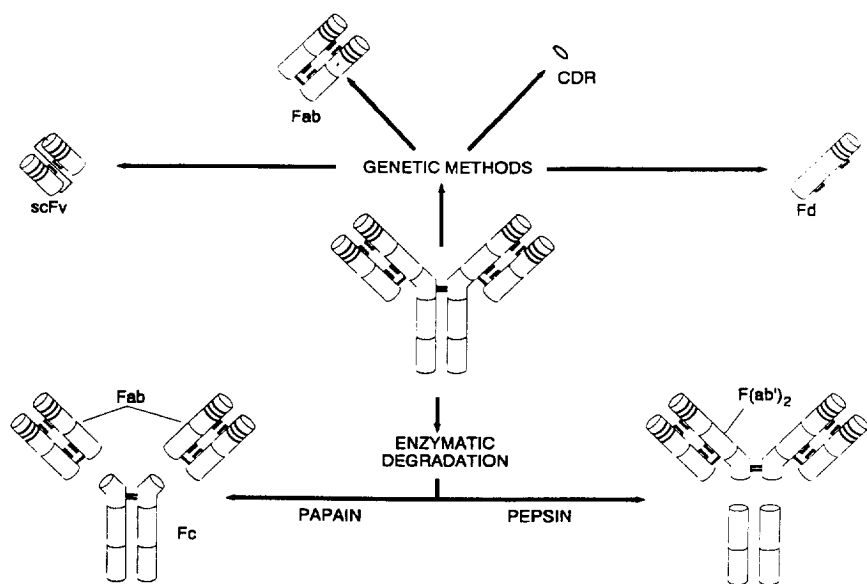 Fab
CDR
GENETIC METHODS
scFv
Fd
Fab
F(ab')₂
ENZYMATIC
DEGRADATION
PAPAIN
PEPSIN
Fc